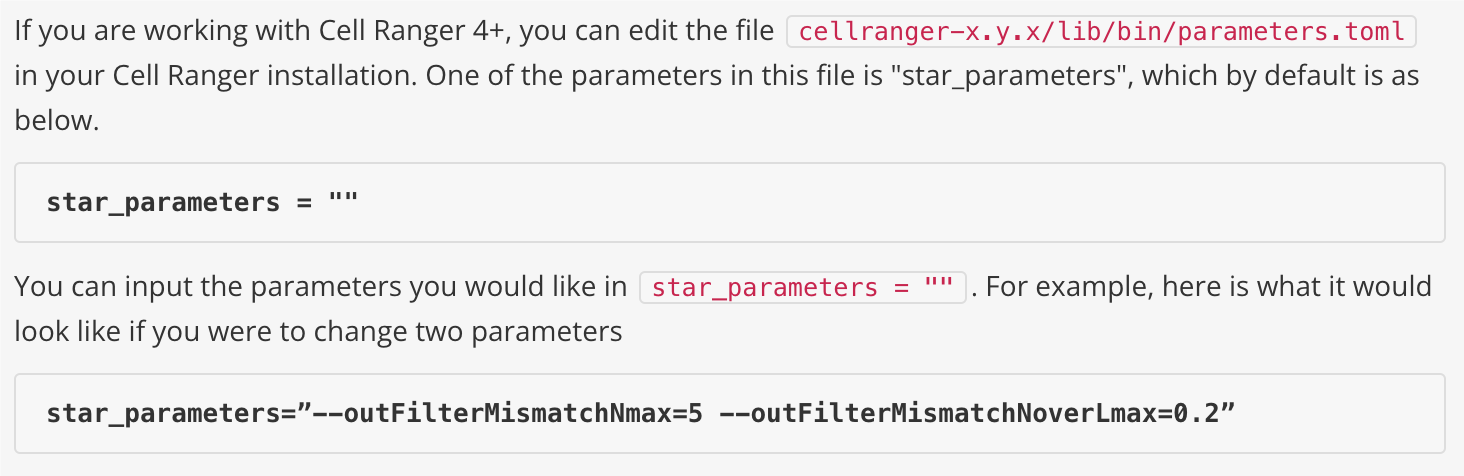 If you are working with Cell Ranger 4+, you can edit the file cellranger-x.y.x/lib/bin/parameters.toml
in your Cell Ranger installation. One of the parameters in this file is "star_parameters", which by default is as
below.
star_parameters = ""
You can input the parameters you would like in star_parameters = "" . For example, here is what it would
look like if you were to change two parameters
star_parameters=”--outFilterMismatchNmax=5 --outFilterMismatchNoverLmax=0.2”